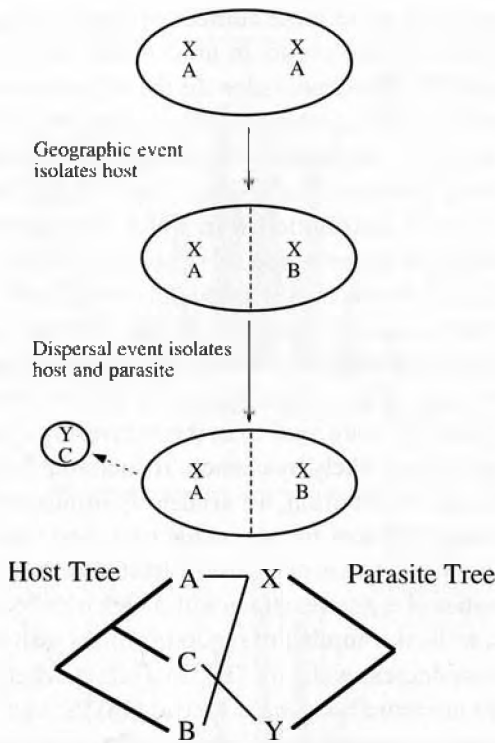 X X
A A
Geographic event
isolates host
X X
A B
Dispersal event isolates
host and parasite
Y
C
X X
A B
Host Tree A X Parasite Tree
C
B Y